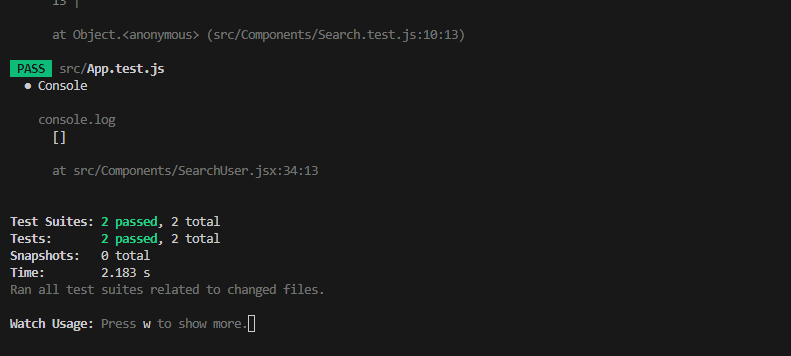 13 |
at Object.<anonymous> (src/Components/Search.test.js:10:13)
PASS src/App.test.js
● Console
console.log
[]
at src/Components/SearchUser.jsx:34:13
Test Suites: 2 passed, 2 total
Tests: 2 passed, 2 total
Snapshots: 0 total
Time: 2.183 s
Ran all test suites related to changed files.
Watch Usage: Press w to show more.